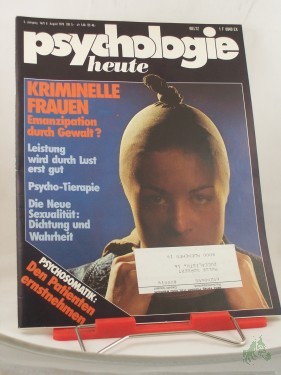 psychologie
heute
KRIMINELLE
FRAUEN
Emanzipation
durch Gewalt?
Leistung
wird durch Lust
erst gut
Psycho-Tierapie
Die Neue
Sexualität:
Dichtung und
Wahrheit
PSYCHOSOMATIK:
Den Patienten
ernstnehmen